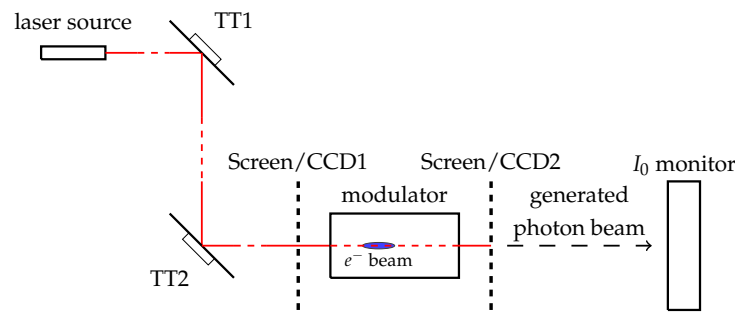 TT1
laser source
Screen/CCD1
Screen/CCD2
I₀ monitor
modulator
generated
photon beam
e⁻ beam
TT2